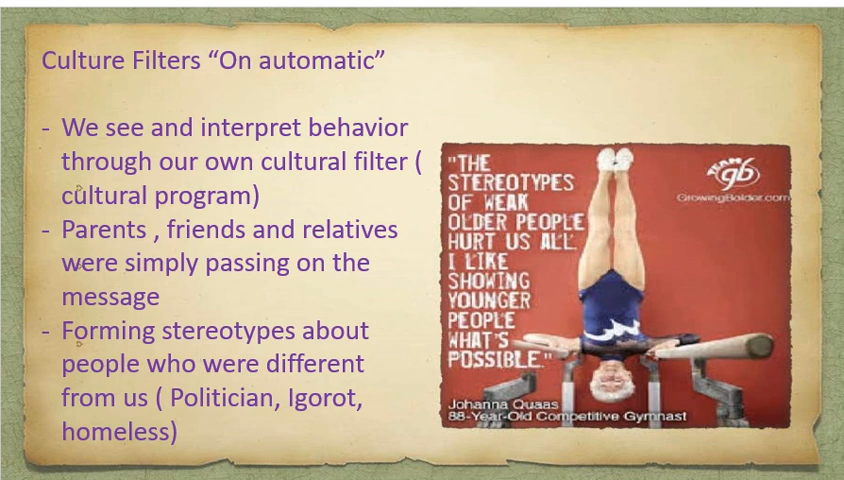 Culture Filters “On automatic”
- We see and interpret behavior
through our own cultural filter (
cultural program)
- Parents , friends and relatives
were simply passing on the
message
- Forming stereotypes about
people who were different
from us ( Politician, Igorot,
homeless)
"THE
STEREOTYPES
OF WEAK
OLDER PEOPLE
HURT US ALL
I LIKE
SHOWING
YOUNGER
PEOPLE
WHAT'S
POSSIBLE."
Johanna Quaas
88-Year-Old Competitive Gymnast
TEAM
gb
GrowingBolder.com